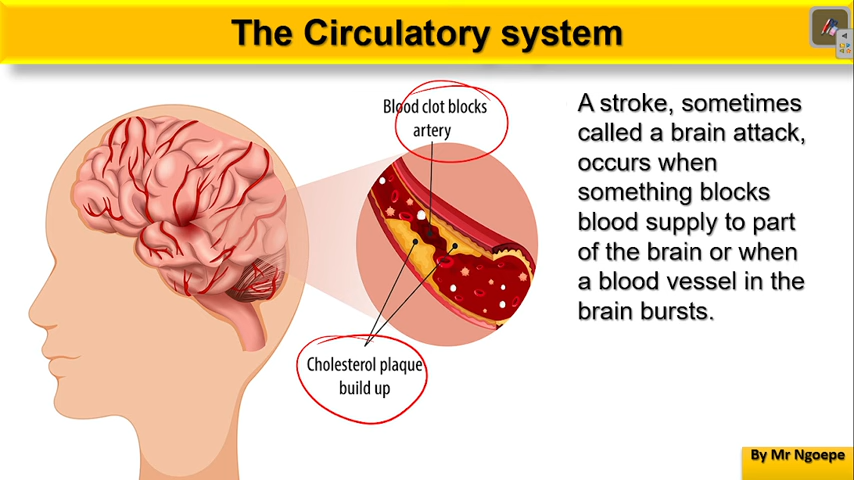 The Circulatory system
Blood clot blocks
artery
Cholesterol plaque
build up
A stroke, sometimes
called a brain attack,
occurs when
something blocks
blood supply to part
of the brain or when
a blood vessel in the
brain bursts.
By Mr Ngoepe